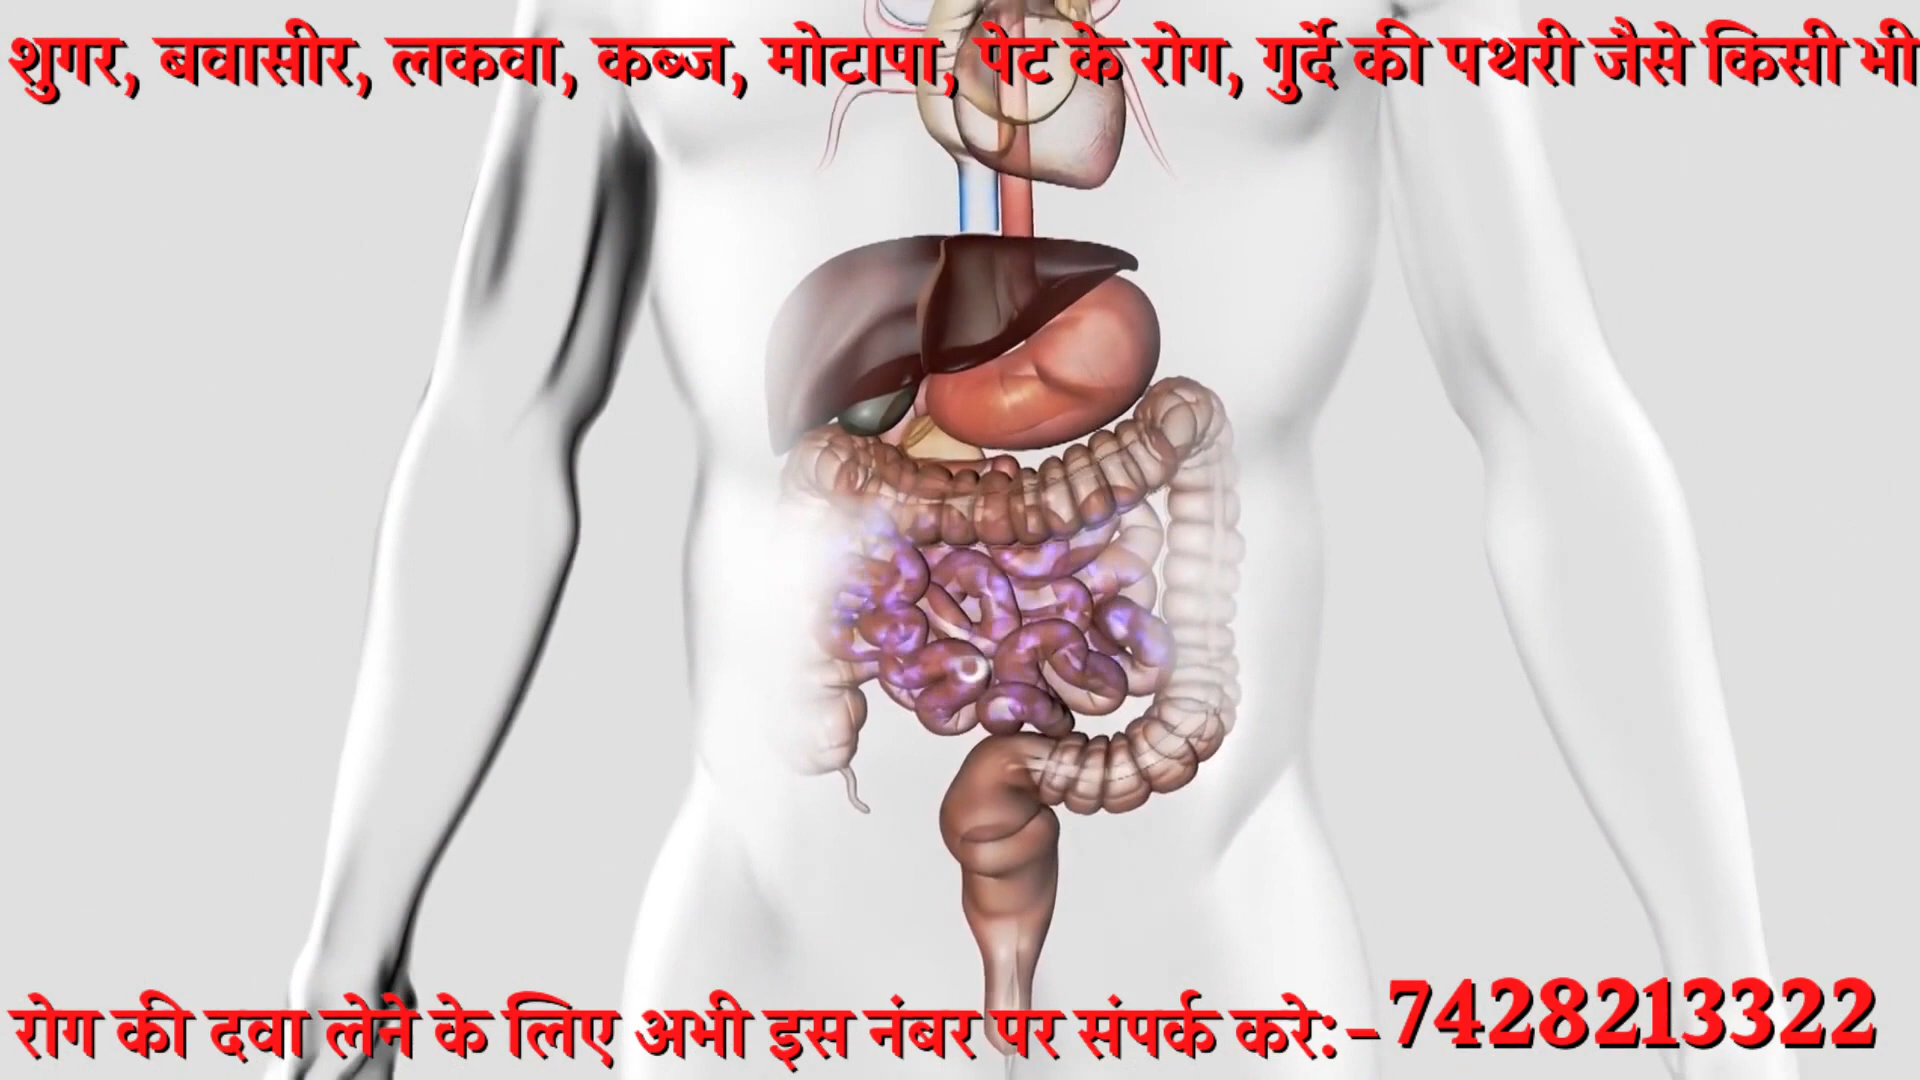 शुगर, बवासीर, लकवा, कब्ज, मोटापा, पेट के रोग, गुर्दे की पथरी जैसे किसी भी
रोग की दवा लेने के लिए अभी इस नंबर पर संपर्क करे:-7428213322